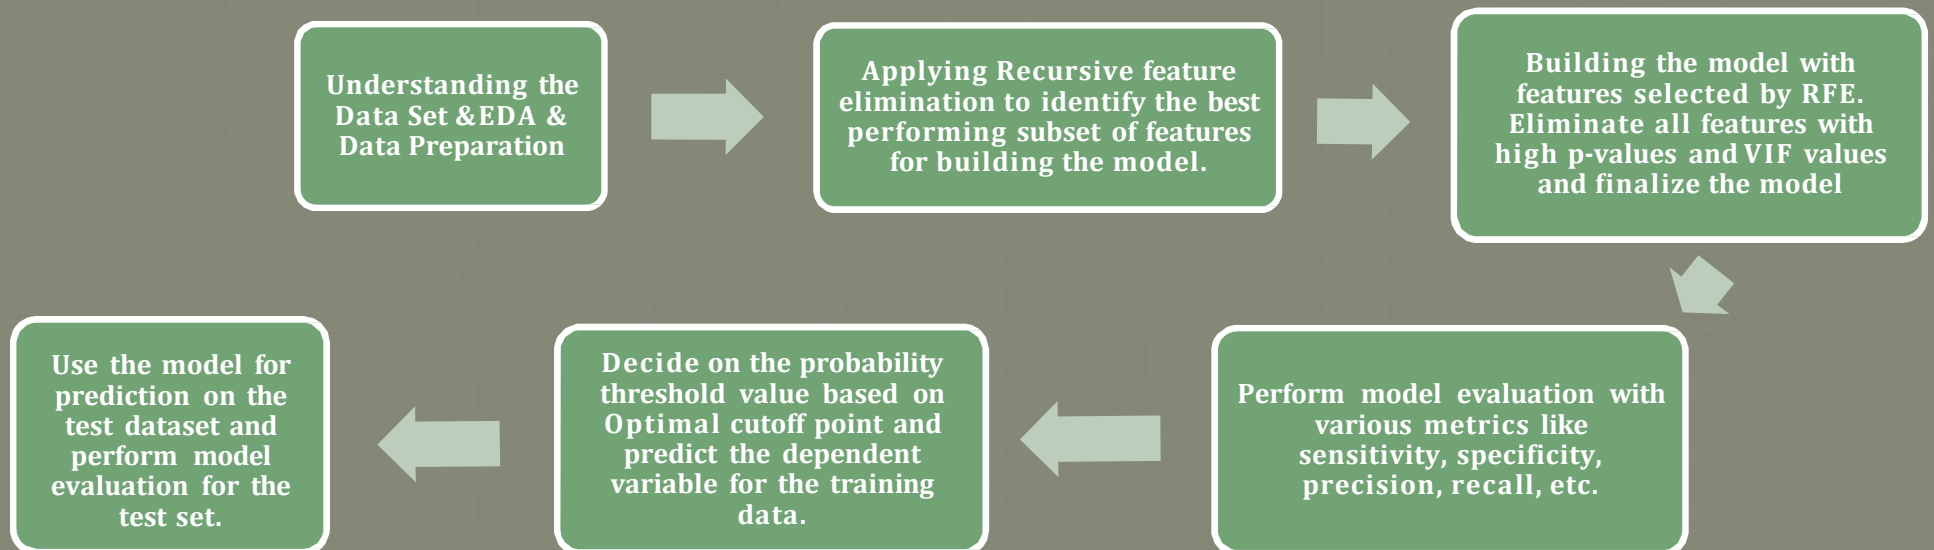 Understanding the
Data Set &EDA &
Data Preparation
Applying Recursive feature
elimination to identify the best
performing subset of features
for building the model.
Building the model with
features selected by RFE.
Eliminate all features with
high p-values and VIF values
and finalize the model
Perform model evaluation with
various metrics like
sensitivity, specificity,
precision, recall, etc.
Decide on the probability
threshold value based on
Optimal cutoff point and
predict the dependent
variable for the training
data.
Use the model for
prediction on the
test dataset and
perform model
evaluation for the
test set.